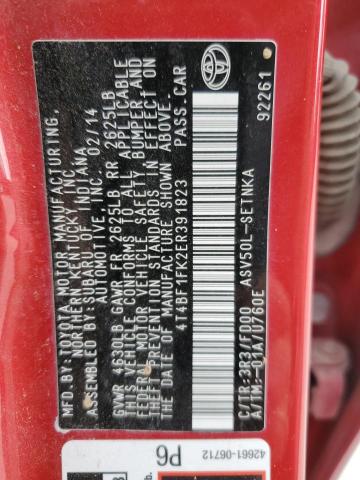 MFD. BY: TOYOTA MOTOR MANUFACTURING,
NORTHERN KENTUCKY, INC
SUBARU OF INDIANA
AUTOMOTIVE, INC. 02/14
GVWR 4630LB GAWR FR 2625LB RR 2625LB
THIS VEHICLE CONFORMS TO ALL APPLICABLE
FEDERAL MOTOR VEHICLE SAFETY, BUMPER, AND
THEFT PREVENTION STANDARDS IN EFFECT ON
THE DATE OF MANUFACTURE SHOWN ABOVE.
4T4BF1FK2ER391823 PASS.CAR
C/TR:3R3/FD00 ASV50L-SETNKA
A/TM:-01A/U760E 92261
42661-06712
P6